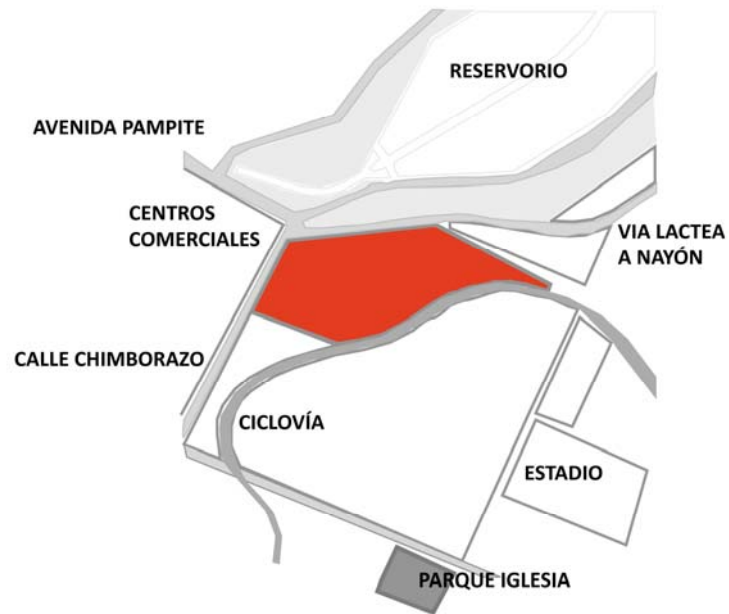 RESERVORIO
AVENIDA PAMPITE
CENTROS
COMERCIALES
VIA LACTEA
A NAYÓN
CALLE CHIMBORAZO
CICLOVÍA
ESTADIO
PARQUE IGLESIA